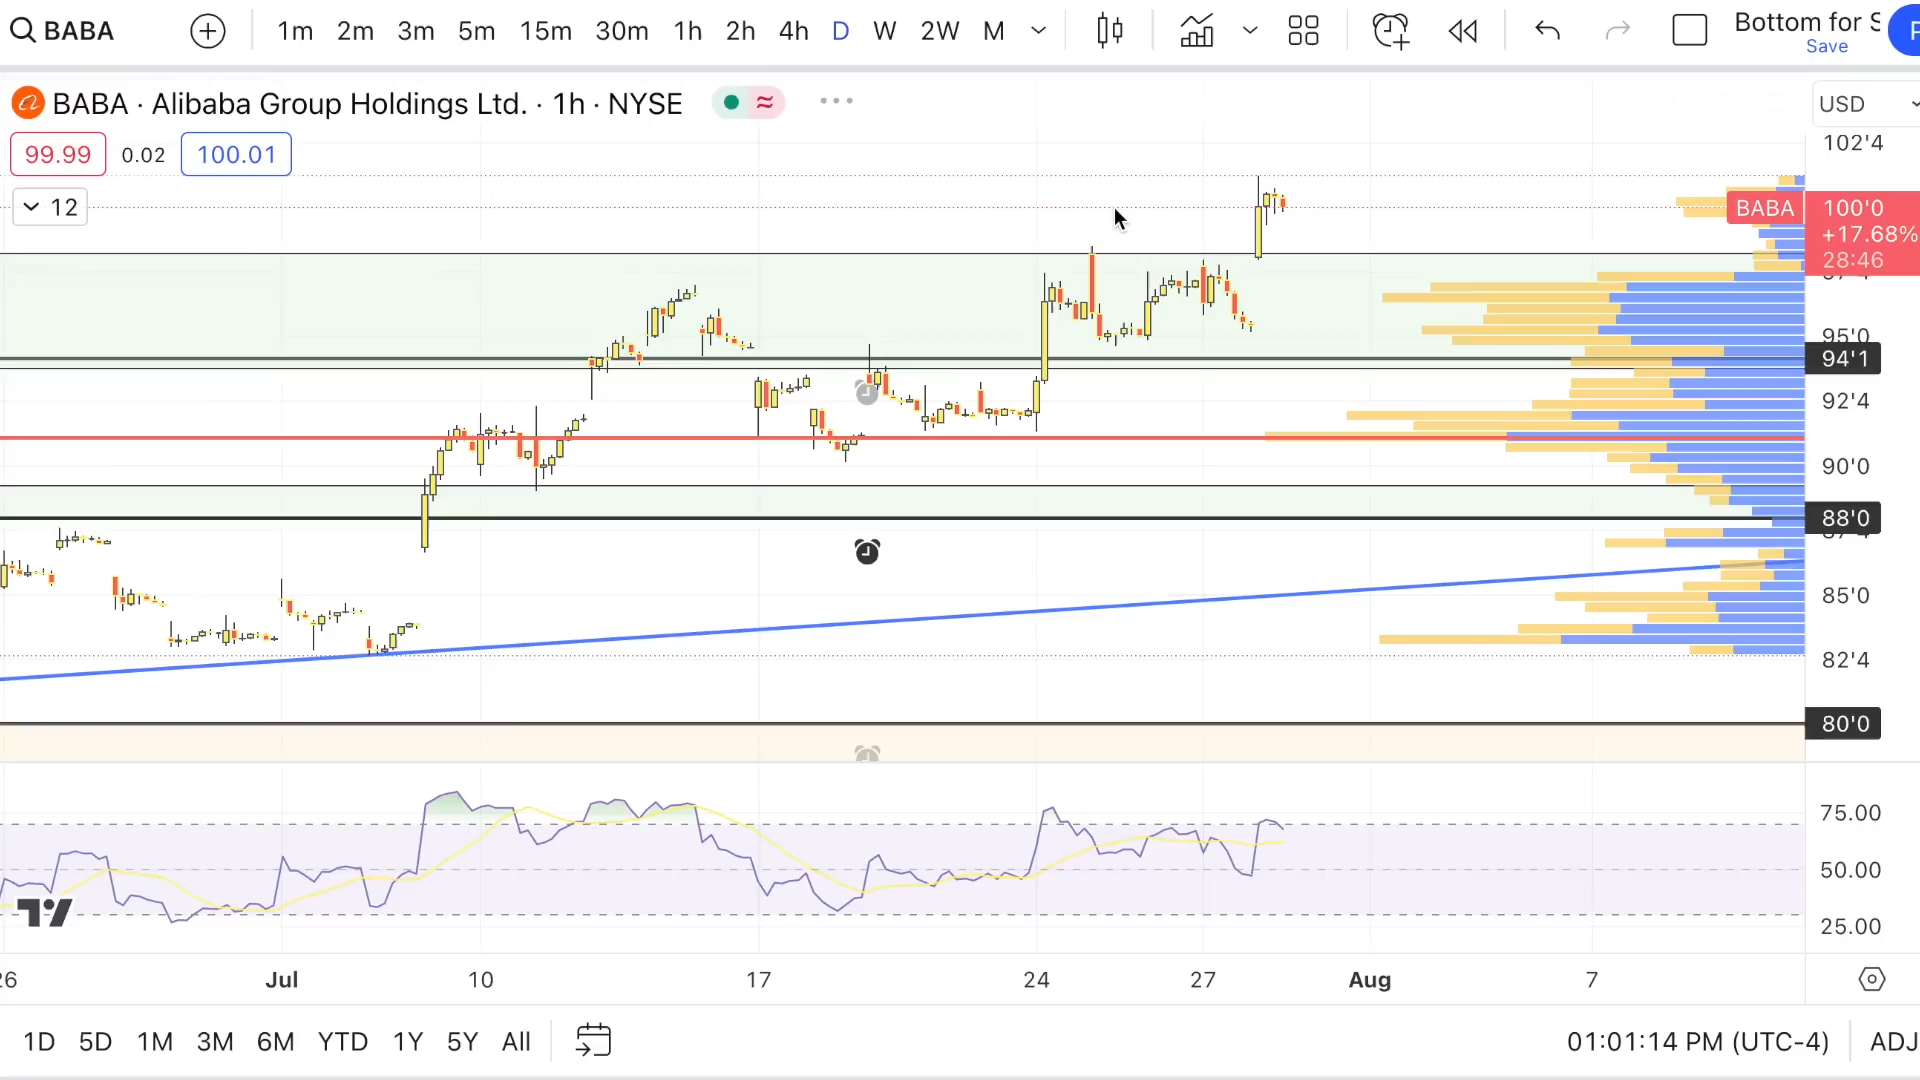 BABA 1m 2m 3m 5m 15m 30m 1h 2h 4h D W 2W M Bottom for S
Save
BABA · Alibaba Group Holdings Ltd. · 1h · NYSE
USD
99.99 0.02 100.01
12
102'4
BABA 100'0
+17.68%
28:46
95'0
94'1
92'4
90'0
88'0
85'0
82'4
80'0
75.00
50.00
25.00
26 Jul 10 17 24 27 Aug 7
1D 5D 1M 3M 6M YTD 1Y 5Y All 01:01:14 PM (UTC-4) ADJ